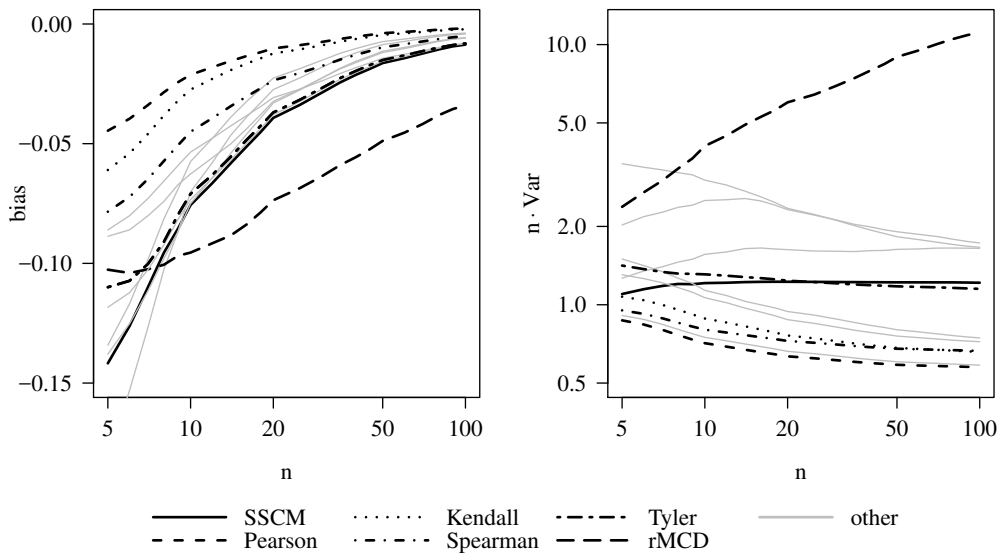 0.00
−0.05
−0.10
−0.15
bias
5 10 20 50 100
n
10.0
5.0
2.0
1.0
0.5
n · Var
5 10 20 50 100
n
SSCM Kendall Tyler other
Pearson Spearman rMCD